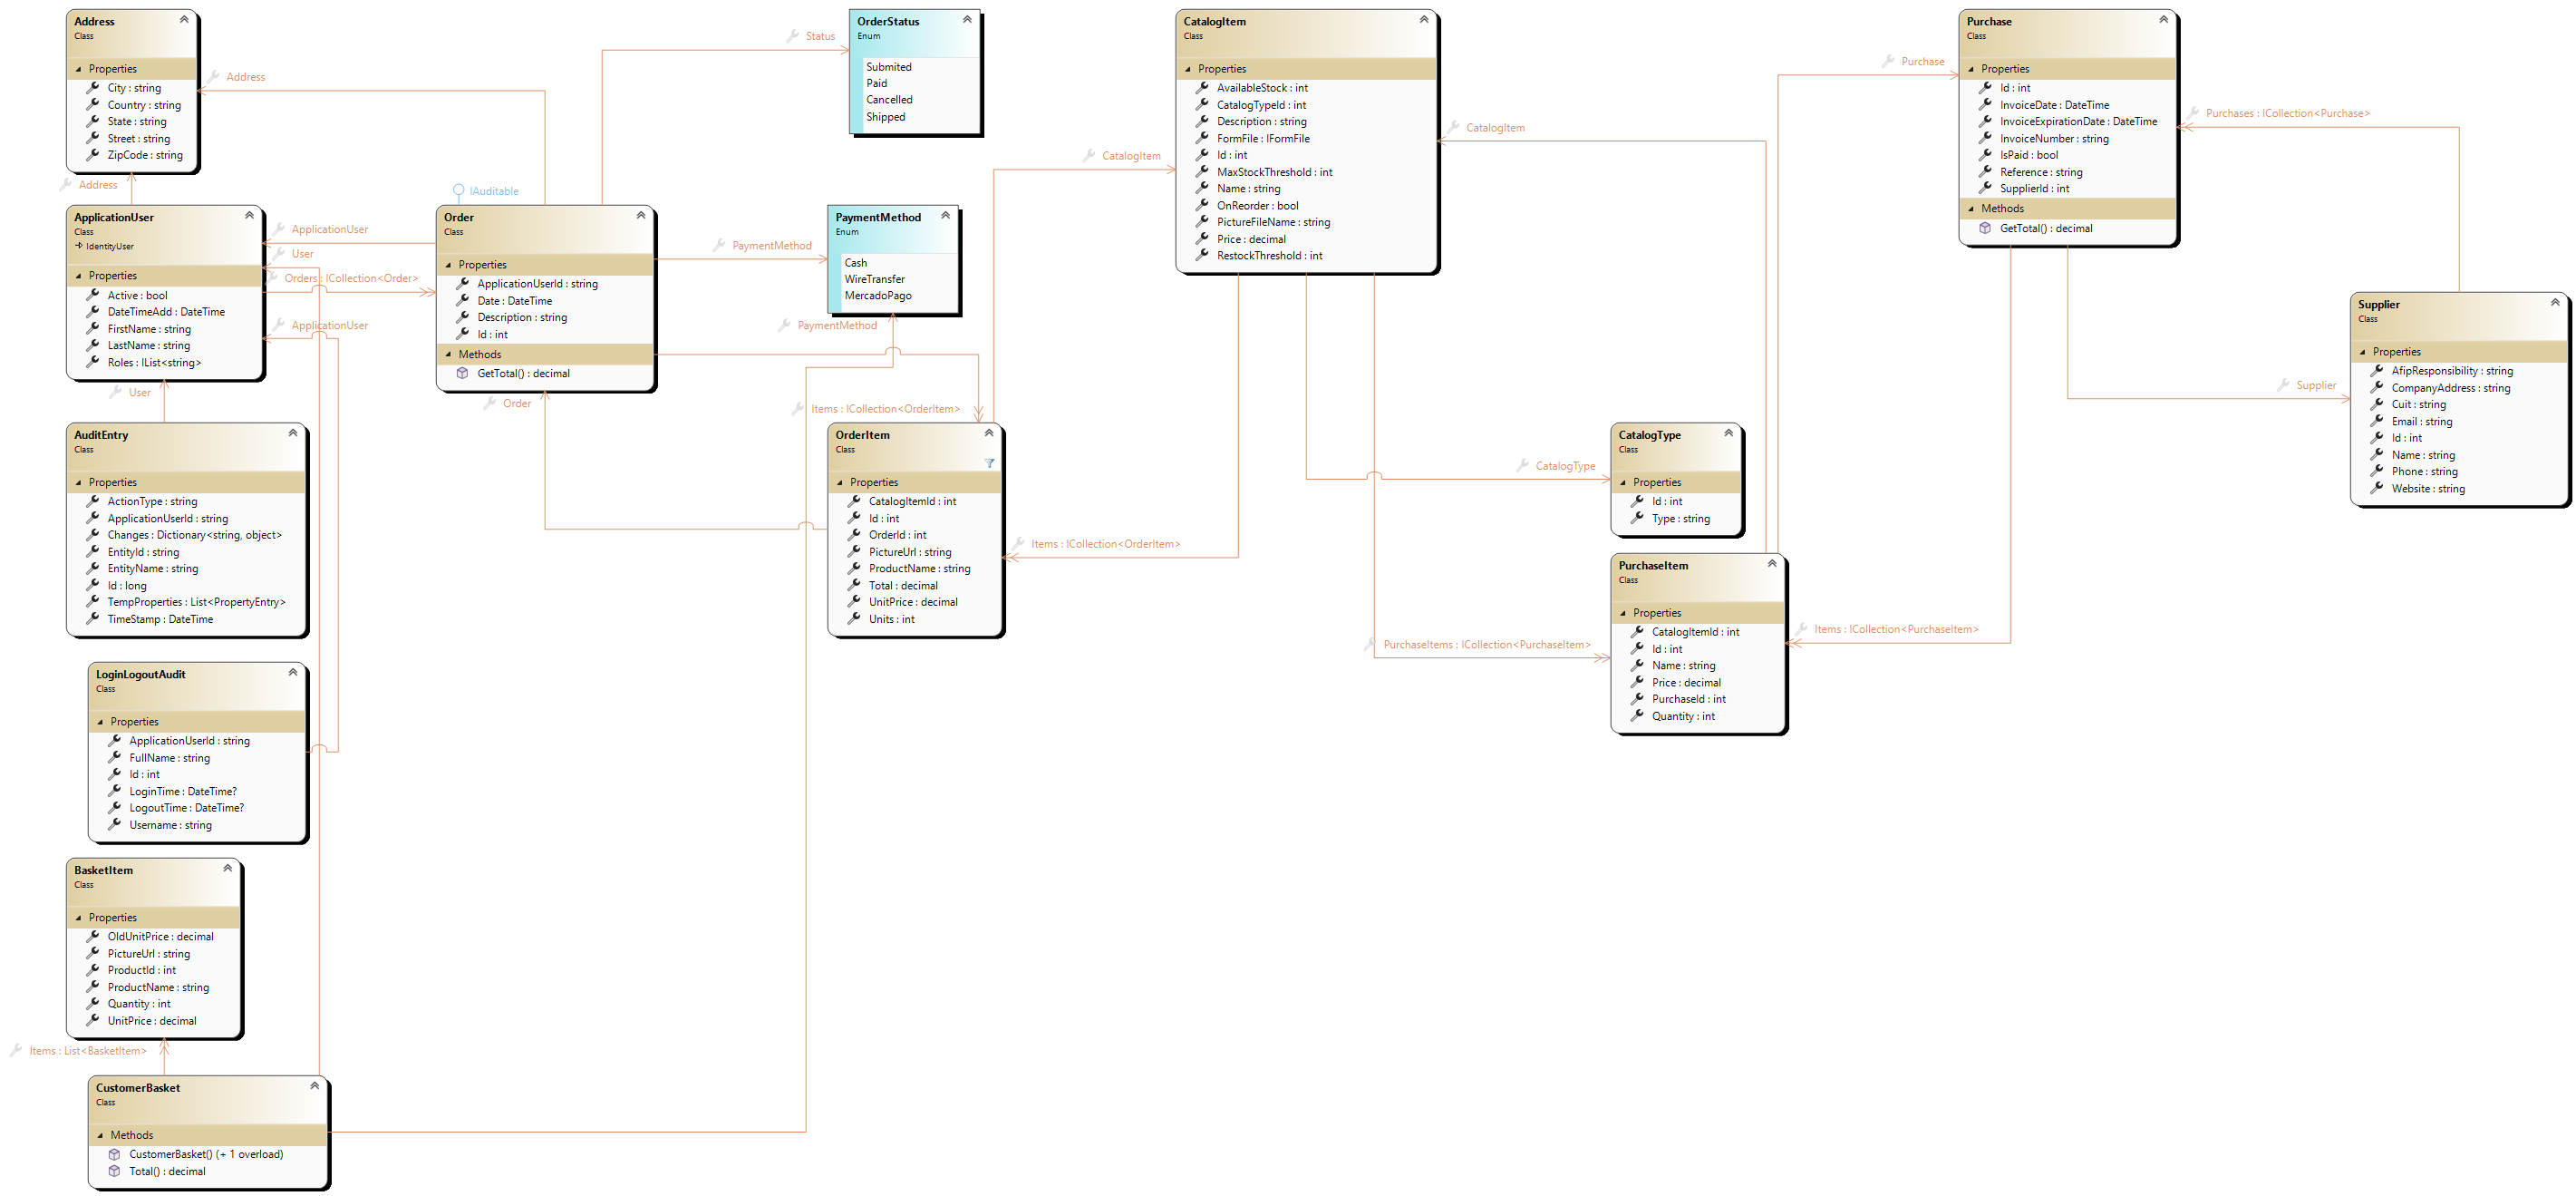 Address
Class
Properties
City : string
Country : string
State : string
Street : string
ZipCode : string
Address
Address
ApplicationUser
Class
IdentityUser
Properties
Active : bool
DateTimeAdd : DateTime
FirstName : string
LastName : string
Roles : IList<string>
ApplicationUser
User
Orders : ICollection<Order>
ApplicationUser
User
AuditEntry
Class
Properties
ActionType : string
ApplicationUserId : string
Changes : Dictionary<string, object>
EntityId : string
EntityName : string
Id : long
TempProperties : List<PropertyEntry>
TimeStamp : DateTime
LoginLogoutAudit
Class
Properties
ApplicationUserId : string
FullName : string
Id : int
LoginTime : DateTime?
LogoutTime : DateTime?
Username : string
BasketItem
Class
Properties
OldUnitPrice : decimal
PictureUrl : string
ProductId : int
ProductName : string
Quantity : int
UnitPrice : decimal
Items : List<BasketItem>
CustomerBasket
Class
Methods
CustomerBasket() (+ 1 overload)
Total() : decimal
IAuditable
Order
Class
Properties
ApplicationUserId : string
Date : DateTime
Description : string
Id : int
Methods
GetTotal() : decimal
Order
Status
OrderStatus
Enum
Submited
Paid
Cancelled
Shipped
PaymentMethod
PaymentMethod
Enum
Cash
WireTransfer
MercadoPago
PaymentMethod
Items : ICollection<OrderItem>
OrderItem
Class
Properties
CatalogItemId : int
Id : int
OrderId : int
PictureUrl : string
ProductName : string
Total : decimal
UnitPrice : decimal
Units : int
CatalogItem
CatalogItem
Class
Properties
AvailableStock : int
CatalogTypeId : int
Description : string
FormFile : IFormFile
Id : int
MaxStockThreshold : int
Name : string
OnReorder : bool
PictureFileName : string
Price : decimal
RestockThreshold : int
CatalogItem
Items : ICollection<OrderItem>
CatalogType
CatalogType
Class
Properties
Id : int
Type : string
PurchaseItems : ICollection<PurchaseItem>
PurchaseItem
Class
Properties
CatalogItemId : int
Id : int
Name : string
Price : decimal
PurchaseId : int
Quantity : int
Items : ICollection<PurchaseItem>
Purchase
Purchase
Class
Properties
Id : int
InvoiceDate : DateTime
InvoiceExpirationDate : DateTime
InvoiceNumber : string
IsPaid : bool
Reference : string
SupplierId : int
Methods
GetTotal() : decimal
Purchases : ICollection<Purchase>
Supplier
Supplier
Class
Properties
AfipResponsibility : string
CompanyAddress : string
Cuit : string
Email : string
Id : int
Name : string
Phone : string
Website : string